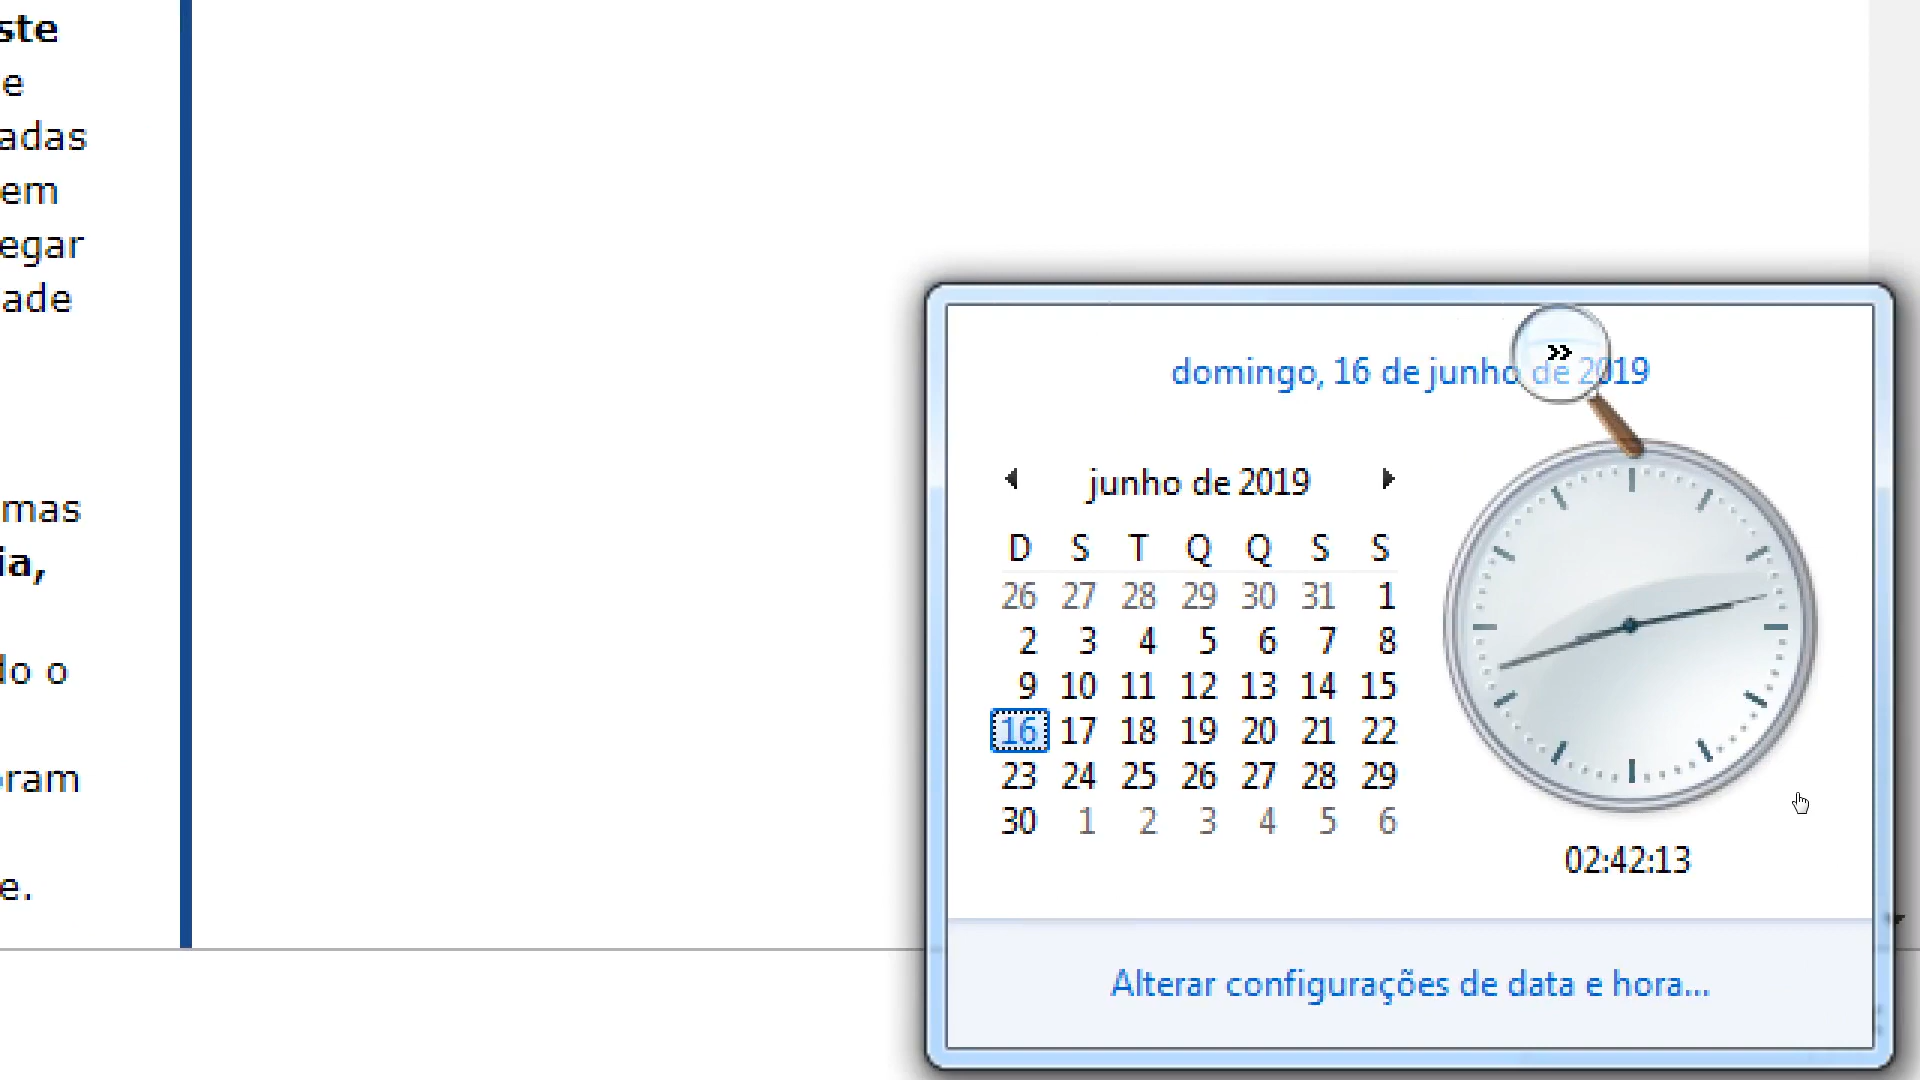 ste
e
adas
em
egar
ade
mas
ia,
do o
ram
e.
»
domingo, 16 de junho de 2019
junho de 2019
D S T Q Q S S
26 27 28 29 30 31 1
2 3 4 5 6 7 8
9 10 11 12 13 14 15
16 17 18 19 20 21 22
23 24 25 26 27 28 29
30 1 2 3 4 5 6
02:42:13
Alterar configurações de data e hora...